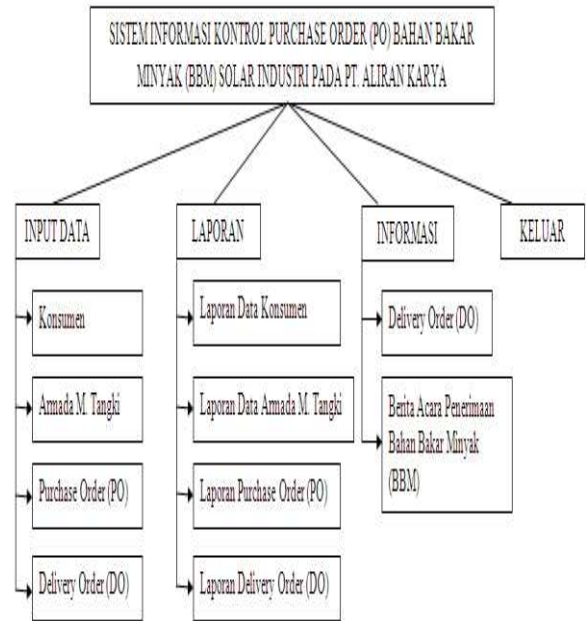 SISTEM INFORMASI KONTROL PURCHASE ORDER (PO) BAHAN BAKAR
MINYAK (BBM) SOLAR INDUSTRI PADA PT. ALIRAN KARYA
INPUT DATA
Konsumen
Armada M. Tangki
Purchase Order (PO)
Delivery Order (DO)
LAPORAN
Laporan Data Konsumen
Laporan Data Armada M. Tangki
Laporan Purchase Order (PO)
Laporan Delivery Order (DO)
INFORMASI
Delivery Order (DO)
Berita Acara Penerimaan
Bahan Bakar Minyak
(BBM)
KELUAR